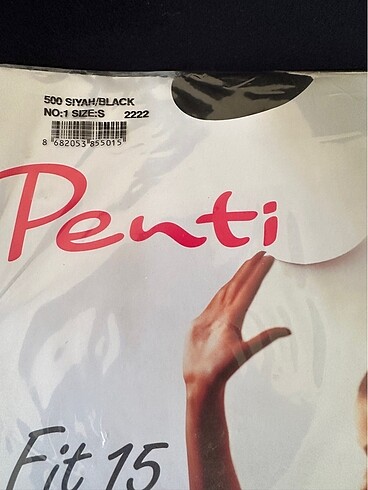 500 SIYAH/BLACK
NO:1 SIZE:S 2222
8 682053 855015
Penti
Fit 15